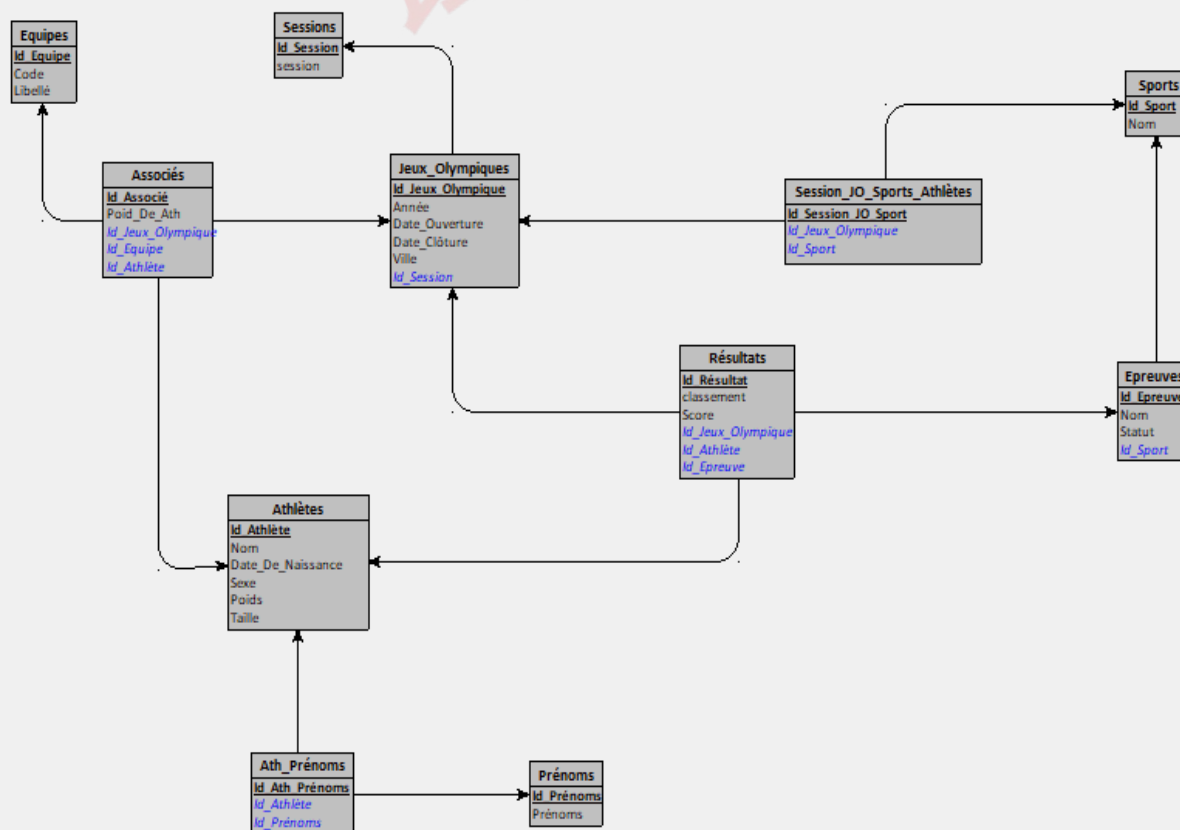 Equipes
Id_Equipe
Code
Libellé
Sessions
Id_Session
session
Sports
Id_Sport
Nom
Associés
Id_Associé
Poid_De_Ath
Id_Jeux_Olympique
Id_Equipe
Id_Athlète
Jeux_Olympiques
Id_Jeux_Olympique
Année
Date_Ouverture
Date_Clôture
Ville
Id_Session
Session_JO_Sports_Athlètes
Id_Session_JO_Sport
Id_Jeux_Olympique
Id_Sport
Résultats
Id_Résultat
classement
Score
Id_Jeux_Olympique
Id_Athlète
Id_Epreuve
Epreuves
Id_Epreuve
Nom
Statut
Id_Sport
Athlètes
Id_Athlète
Nom
Date_De_Naissance
Sexe
Poids
Taille
Ath_Prénoms
Id_Ath_Prénoms
Id_Athlète
Id_Prénoms
Prénoms
Id_Prénoms
Prénoms